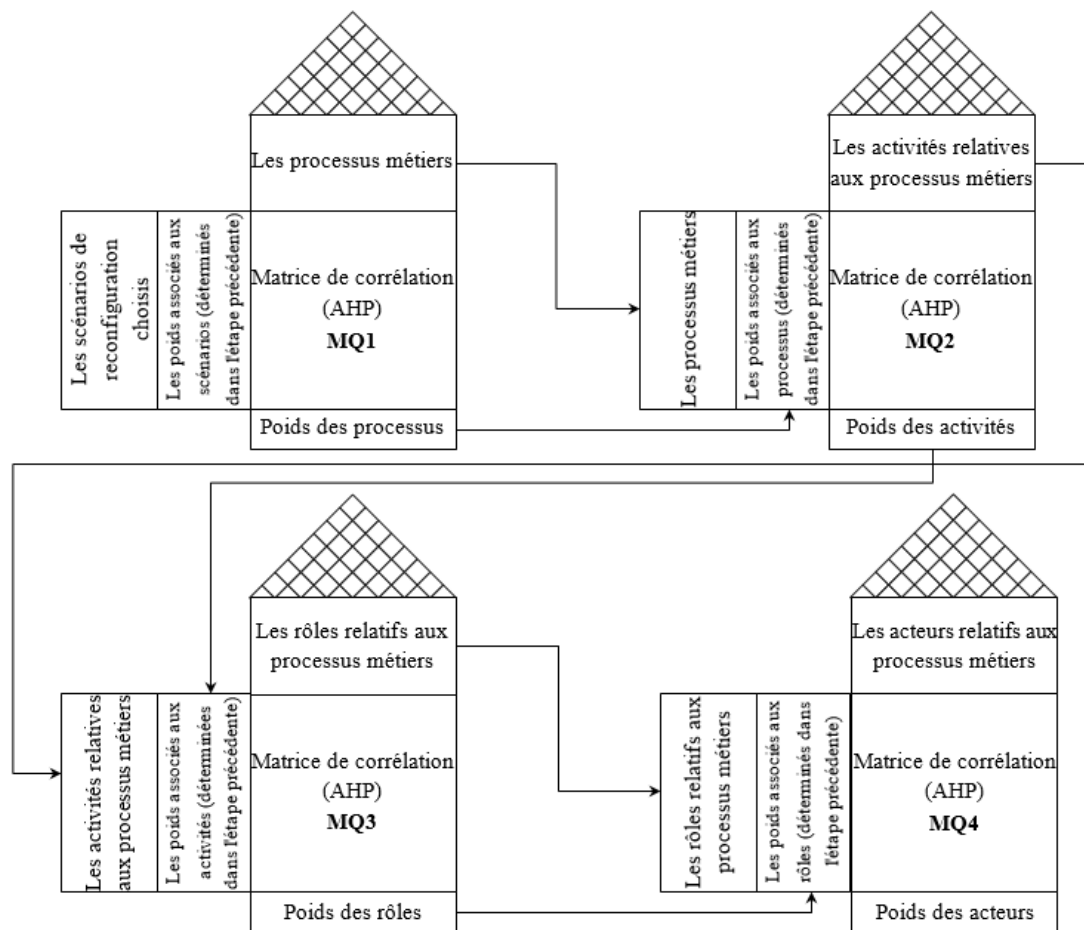 Les processus métiers
Les scénarios de
reconfiguration
choisis
Les poids associés aux
scénarios (déterminés
dans l'étape précédente)
Matrice de corrélation
(AHP)
MQ1
Poids des processus
Les activités relatives
aux processus métiers
Les processus métiers
Les poids associés aux
processus (déterminés
dans l'étape précédente)
Matrice de corrélation
(AHP)
MQ2
Poids des activités
Les rôles relatifs aux
processus métiers
Les activités relatives
aux processus métiers
Les poids associés aux
activités (déterminées
dans l'étape précédente)
Matrice de corrélation
(AHP)
MQ3
Poids des rôles
Les acteurs relatifs aux
processus métiers
Les rôles relatifs aux
processus métiers
Les poids associés aux
rôles (déterminés dans
l'étape précédente)
Matrice de corrélation
(AHP)
MQ4
Poids des acteurs